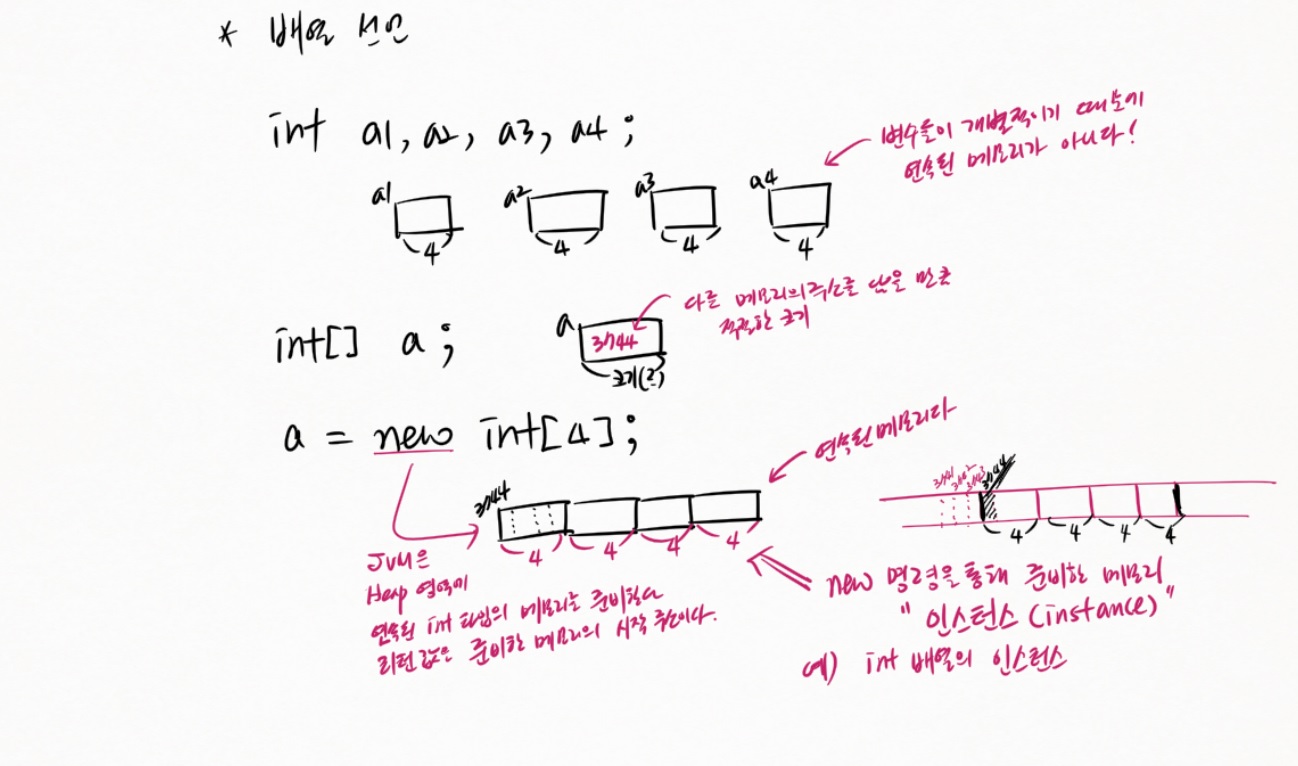 * 배열 선언
int a1, a2, a3, a4 ;
변수들이 개별적이기 때문에
연속된 메모리가 아니다!
a1 a2 a3 a4
4 4 4 4
int[] a ;
a
3744
크기(?)
다른 메모리의 주소를 담을 만큼
적적한 크기
a = new int[4] ;
연속된 메모리다
3744
4 4 4 4
JVM은
Heap 영역에
연속된 int 타입의 메모리를 준비한다
리턴 값은 준비한 메모리의 시작 주소이다.
3741 3742 3743 3744
4 4 4 4
new 명령을 통해 준비한 메모리
"인스턴스 (instance)"
예) int 배열의 인스턴스